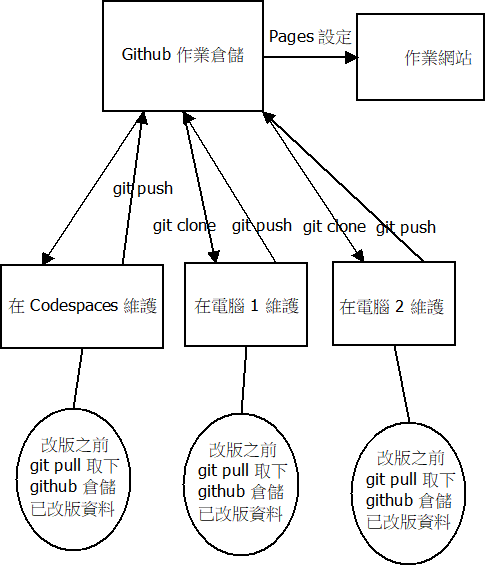 Github 作業倉儲
Pages 設定
作業網站
git push
git clone
git push
git clone
git push
在 Codespaces 維護
在電腦 1 維護
在電腦 2 維護
改版之前
git pull 取下
github 倉儲
已改版資料
改版之前
git pull 取下
github 倉儲
已改版資料
改版之前
git pull 取下
github 倉儲
已改版資料